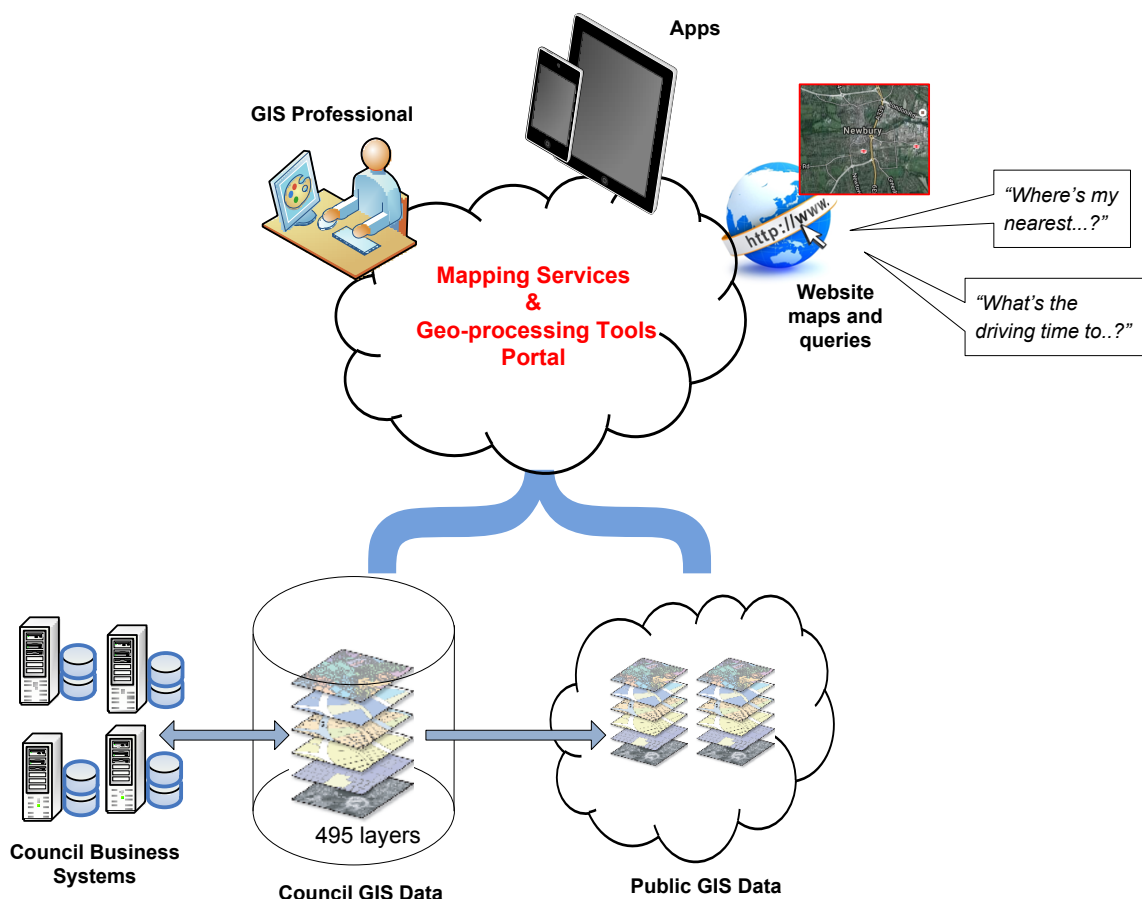 Apps
GIS Professional
Newbury
http://www.
“Where’s my
nearest...?”
Mapping Services
&
Geo-processing Tools
Portal
Website
maps and
queries
“What’s the
driving time to..?”
495 layers
Council Business
Systems
Council GIS Data
Public GIS Data